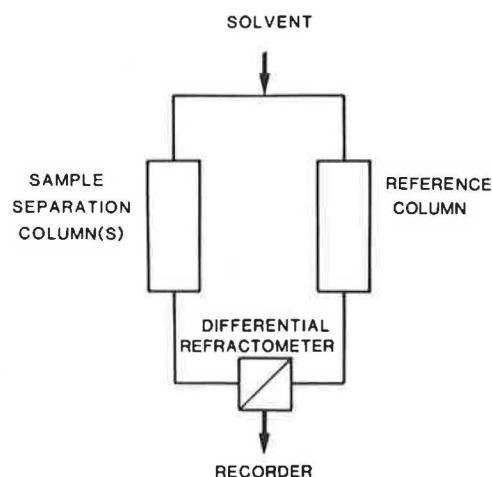 SOLVENT
SAMPLE
SEPARATION
COLUMN(S)
REFERENCE
COLUMN
DIFFERENTIAL
REFRACTOMETER
RECORDER